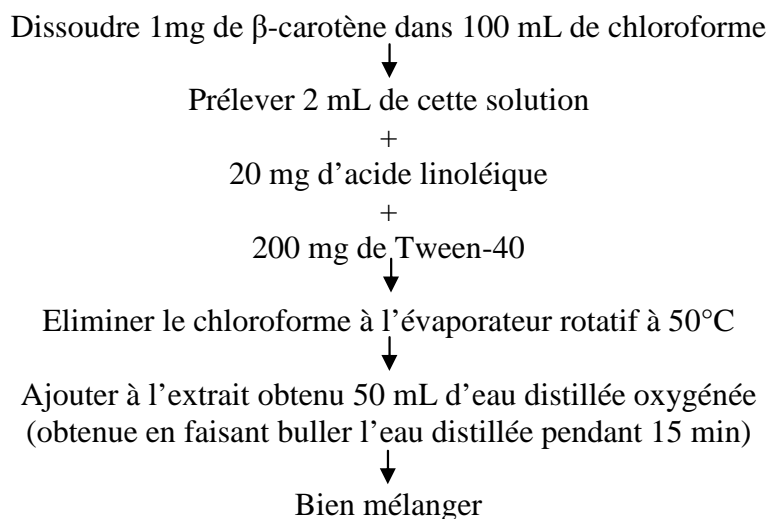 Dissoudre 1mg de β-carotène dans 100 mL de chloroforme
Prélever 2 mL de cette solution
+
20 mg d’acide linoléique
+
200 mg de Tween-40
Eliminer le chloroforme à l’évaporateur rotatif à 50°C
Ajouter à l’extrait obtenu 50 mL d’eau distillée oxygénée
(obtenue en faisant buller l’eau distillée pendant 15 min)
Bien mélanger